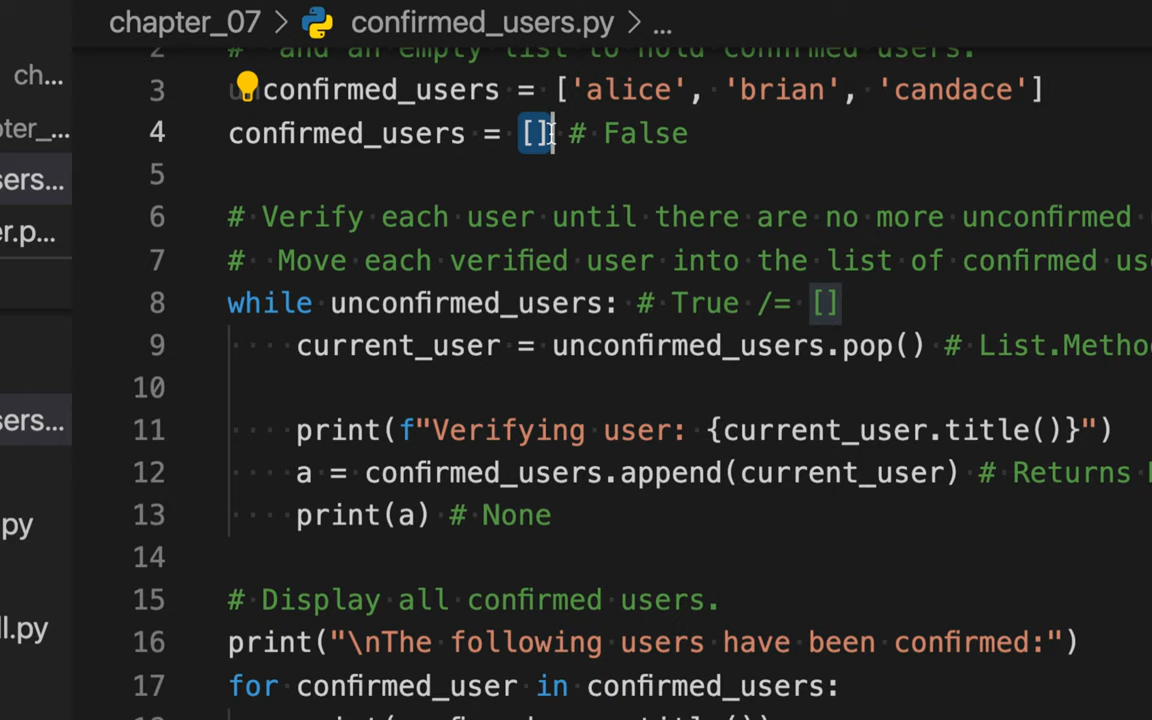 chapter_07 > confirmed_users.py > ...
2 # and an empty list to hold confirmed users.
ch...
3 unconfirmed_users = ['alice', 'brian', 'candace']
pter_...
4 confirmed_users = [] # False
sers...
5
er.p...
6 # Verify each user until there are no more unconfirmed
7 #  Move each verified user into the list of confirmed us
8 while unconfirmed_users: # True /= []
9 current_user = unconfirmed_users.pop() # List.Metho
10
sers...
11 print(f"Verifying user: {current_user.title()}")
12 a = confirmed_users.append(current_user) # Returns
13 print(a) # None
.py
14
15 # Display all confirmed users.
ll.py
16 print("\nThe following users have been confirmed:")
17 for confirmed_user in confirmed_users: